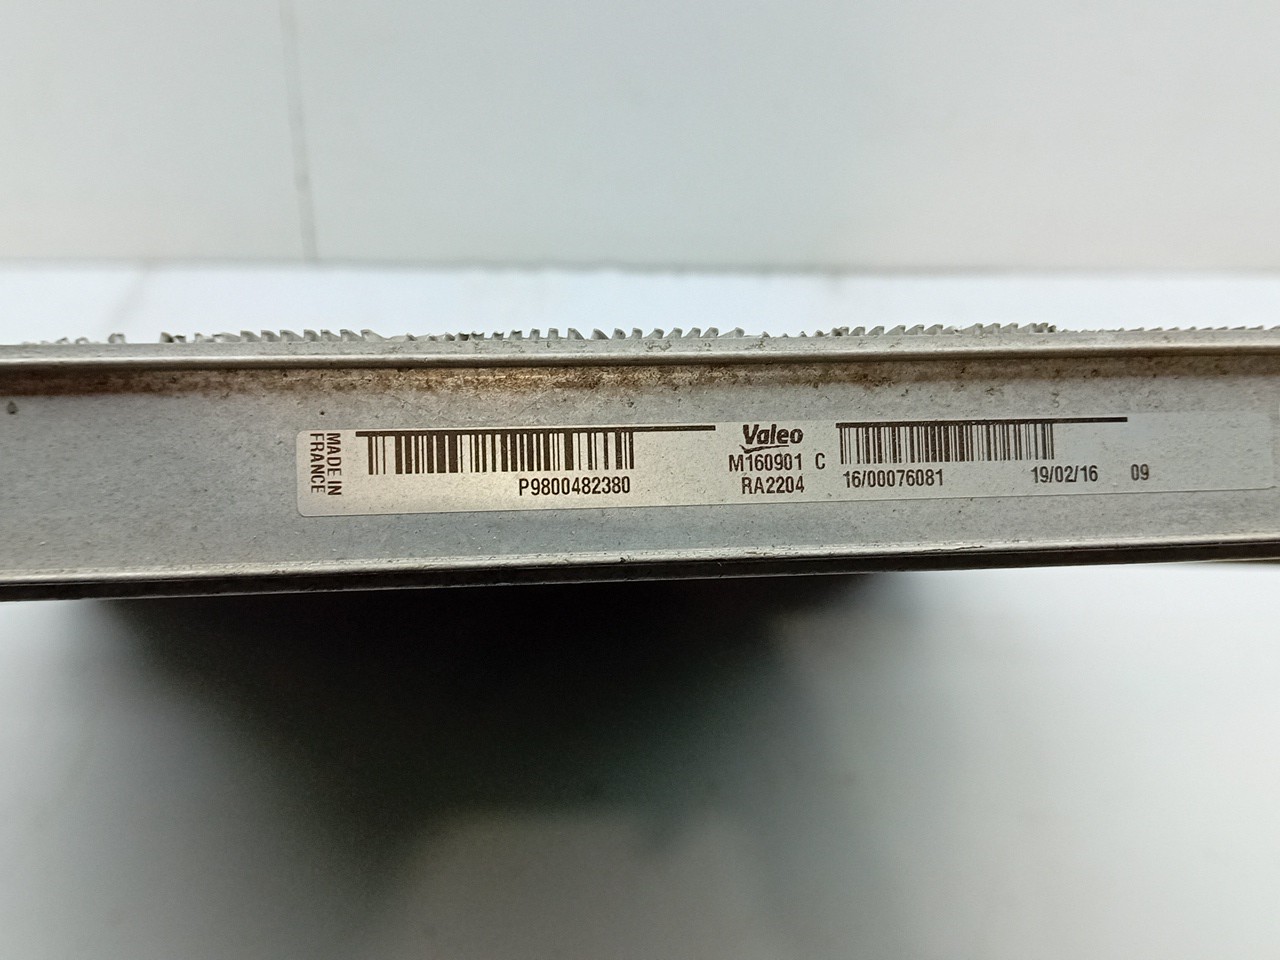 MADE IN
FRANCE
P9800482380
Valeo
M160901 C
RA2204
16/00076081 19/02/16 09